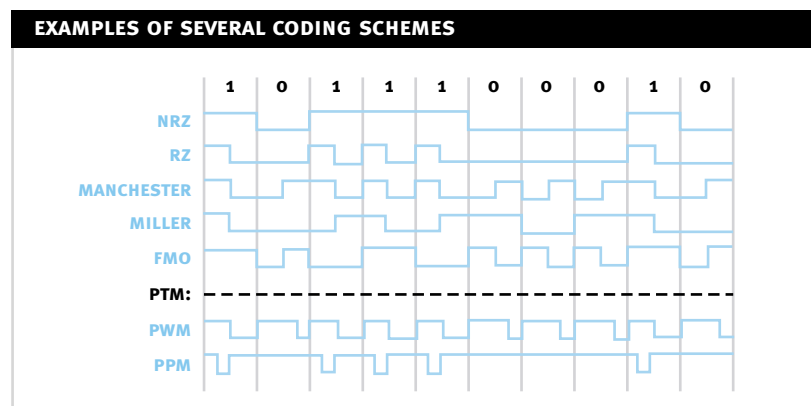 EXAMPLES OF SEVERAL CODING SCHEMES
1 0 1 1 1 0 0 0 1 0
NRZ
RZ
MANCHESTER
MILLER
FMO
PTM:
PWM
PPM